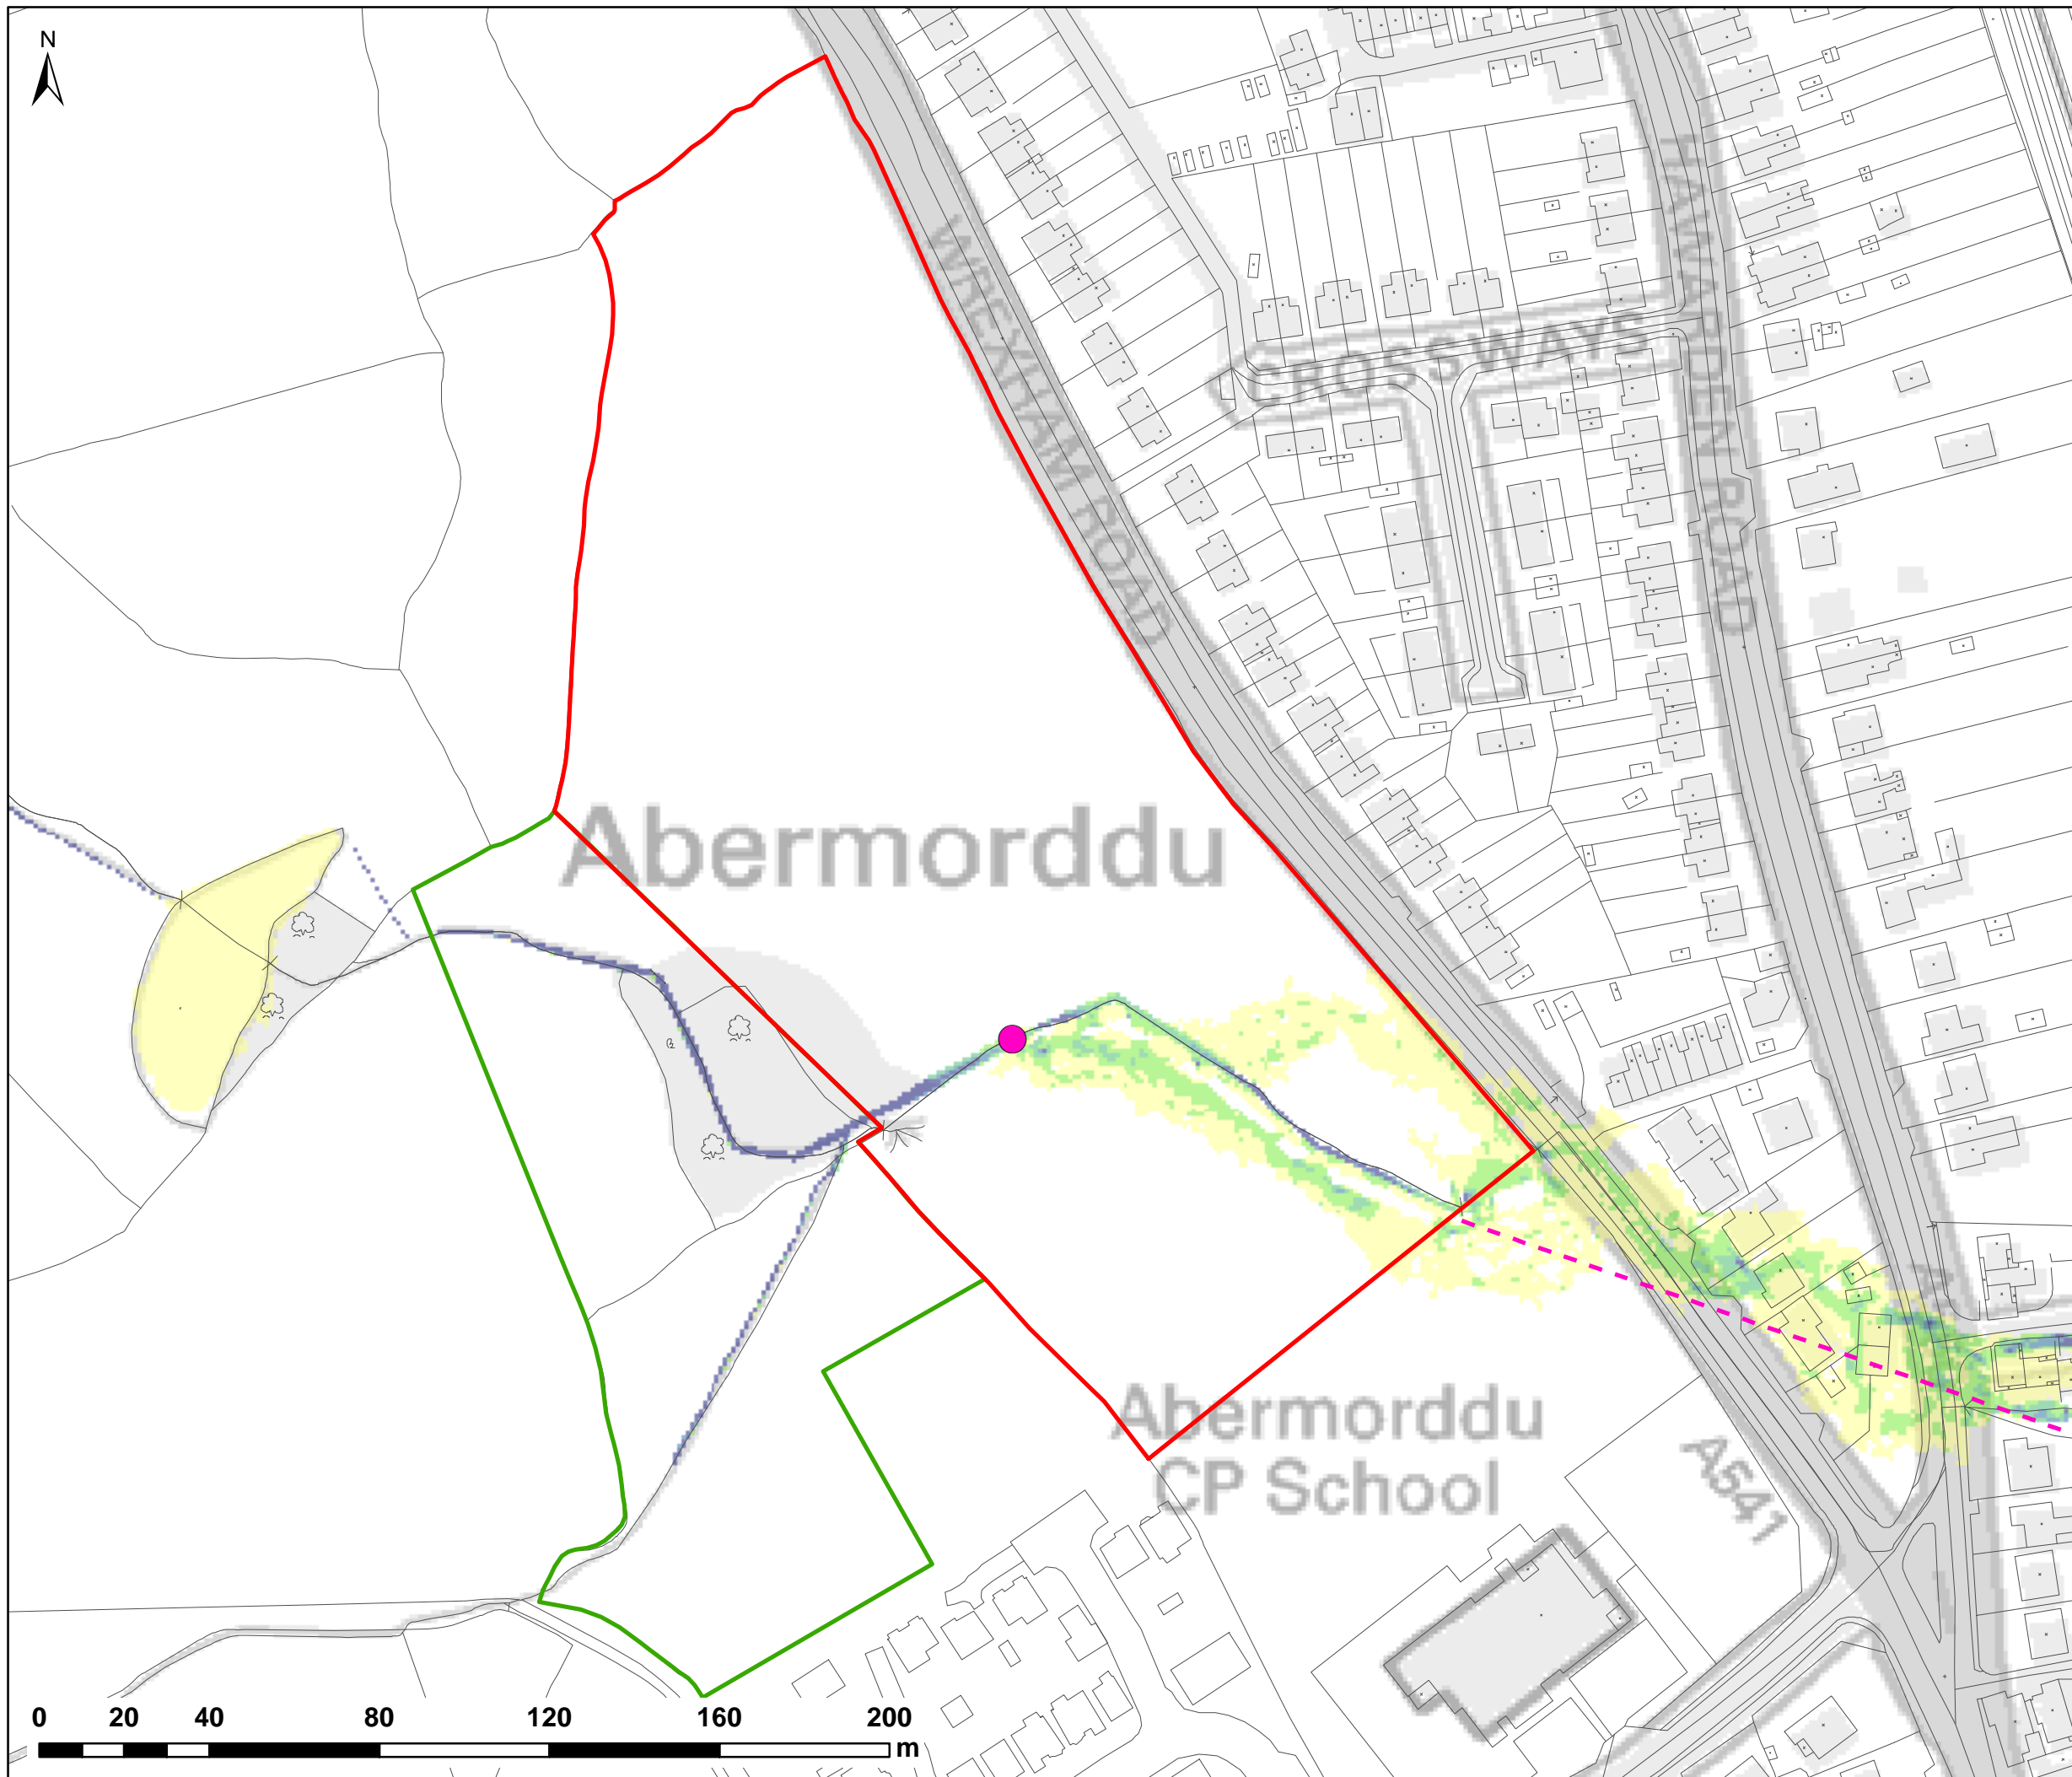 N
WREXHAM ROAD
HAWARDEN ROAD
CROSSWAYS
Abermorddu
Abermorddu
CP School
A541
0 20 40 80 120 160 200
m